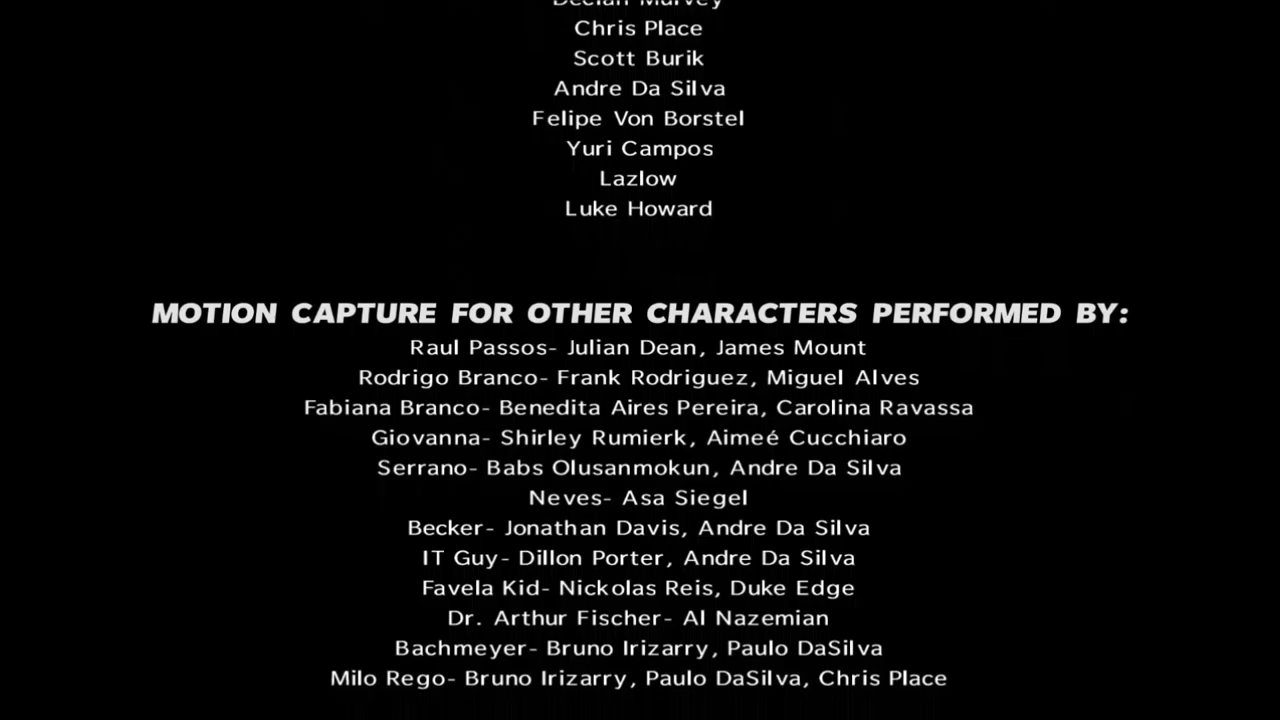 Chris Place
Scott Burik
Andre Da Silva
Felipe Von Borstel
Yuri Campos
Lazlow
Luke Howard
MOTION CAPTURE FOR OTHER CHARACTERS PERFORMED BY:
Raul Passos- Julian Dean, James Mount
Rodrigo Branco- Frank Rodriguez, Miguel Alves
Fabiana Branco- Benedita Aires Pereira, Carolina Ravassa
Giovanna- Shirley Rumierk, Aimeé Cucchiaro
Serrano- Babs Olusanmokun, Andre Da Silva
Neves- Asa Siegel
Becker- Jonathan Davis, Andre Da Silva
IT Guy- Dillon Porter, Andre Da Silva
Favela Kid- Nickolas Reis, Duke Edge
Dr. Arthur Fischer- Al Nazemian
Bachmeyer- Bruno Irizarry, Paulo DaSilva
Milo Rego- Bruno Irizarry, Paulo DaSilva, Chris Place